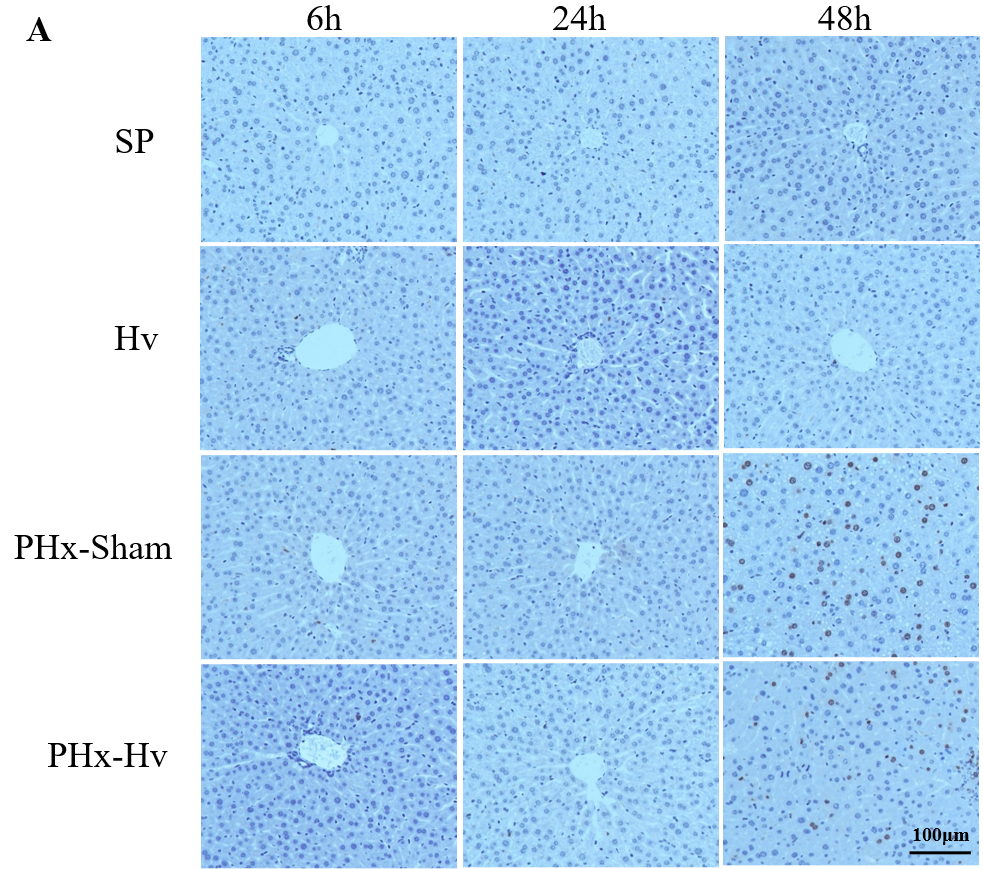 A
6h 24h 48h
SP
Hv
PHx-Sham
PHx-Hv
100μm